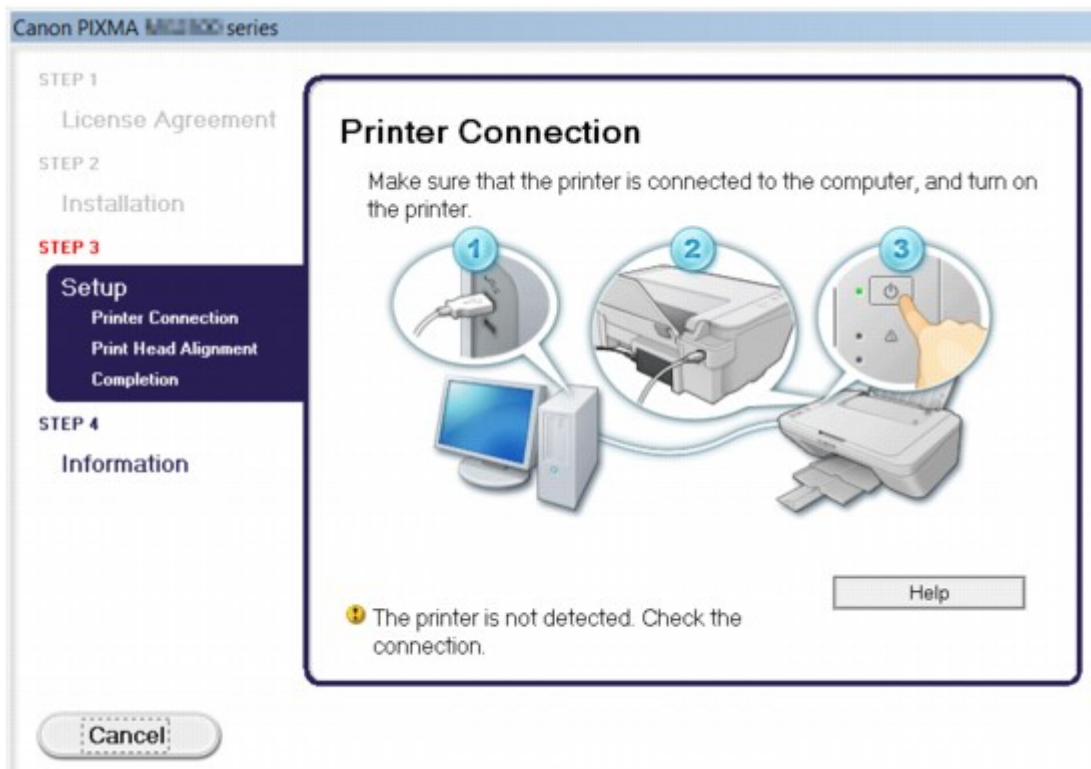 Canon PIXMA series
STEP 1
License Agreement
STEP 2
Installation
STEP 3
Setup
Printer Connection
Print Head Alignment
Completion
STEP 4
Information
Printer Connection
Make sure that the printer is connected to the computer, and turn on
the printer.
1
2
3
The printer is not detected. Check the
connection.
Help
Cancel